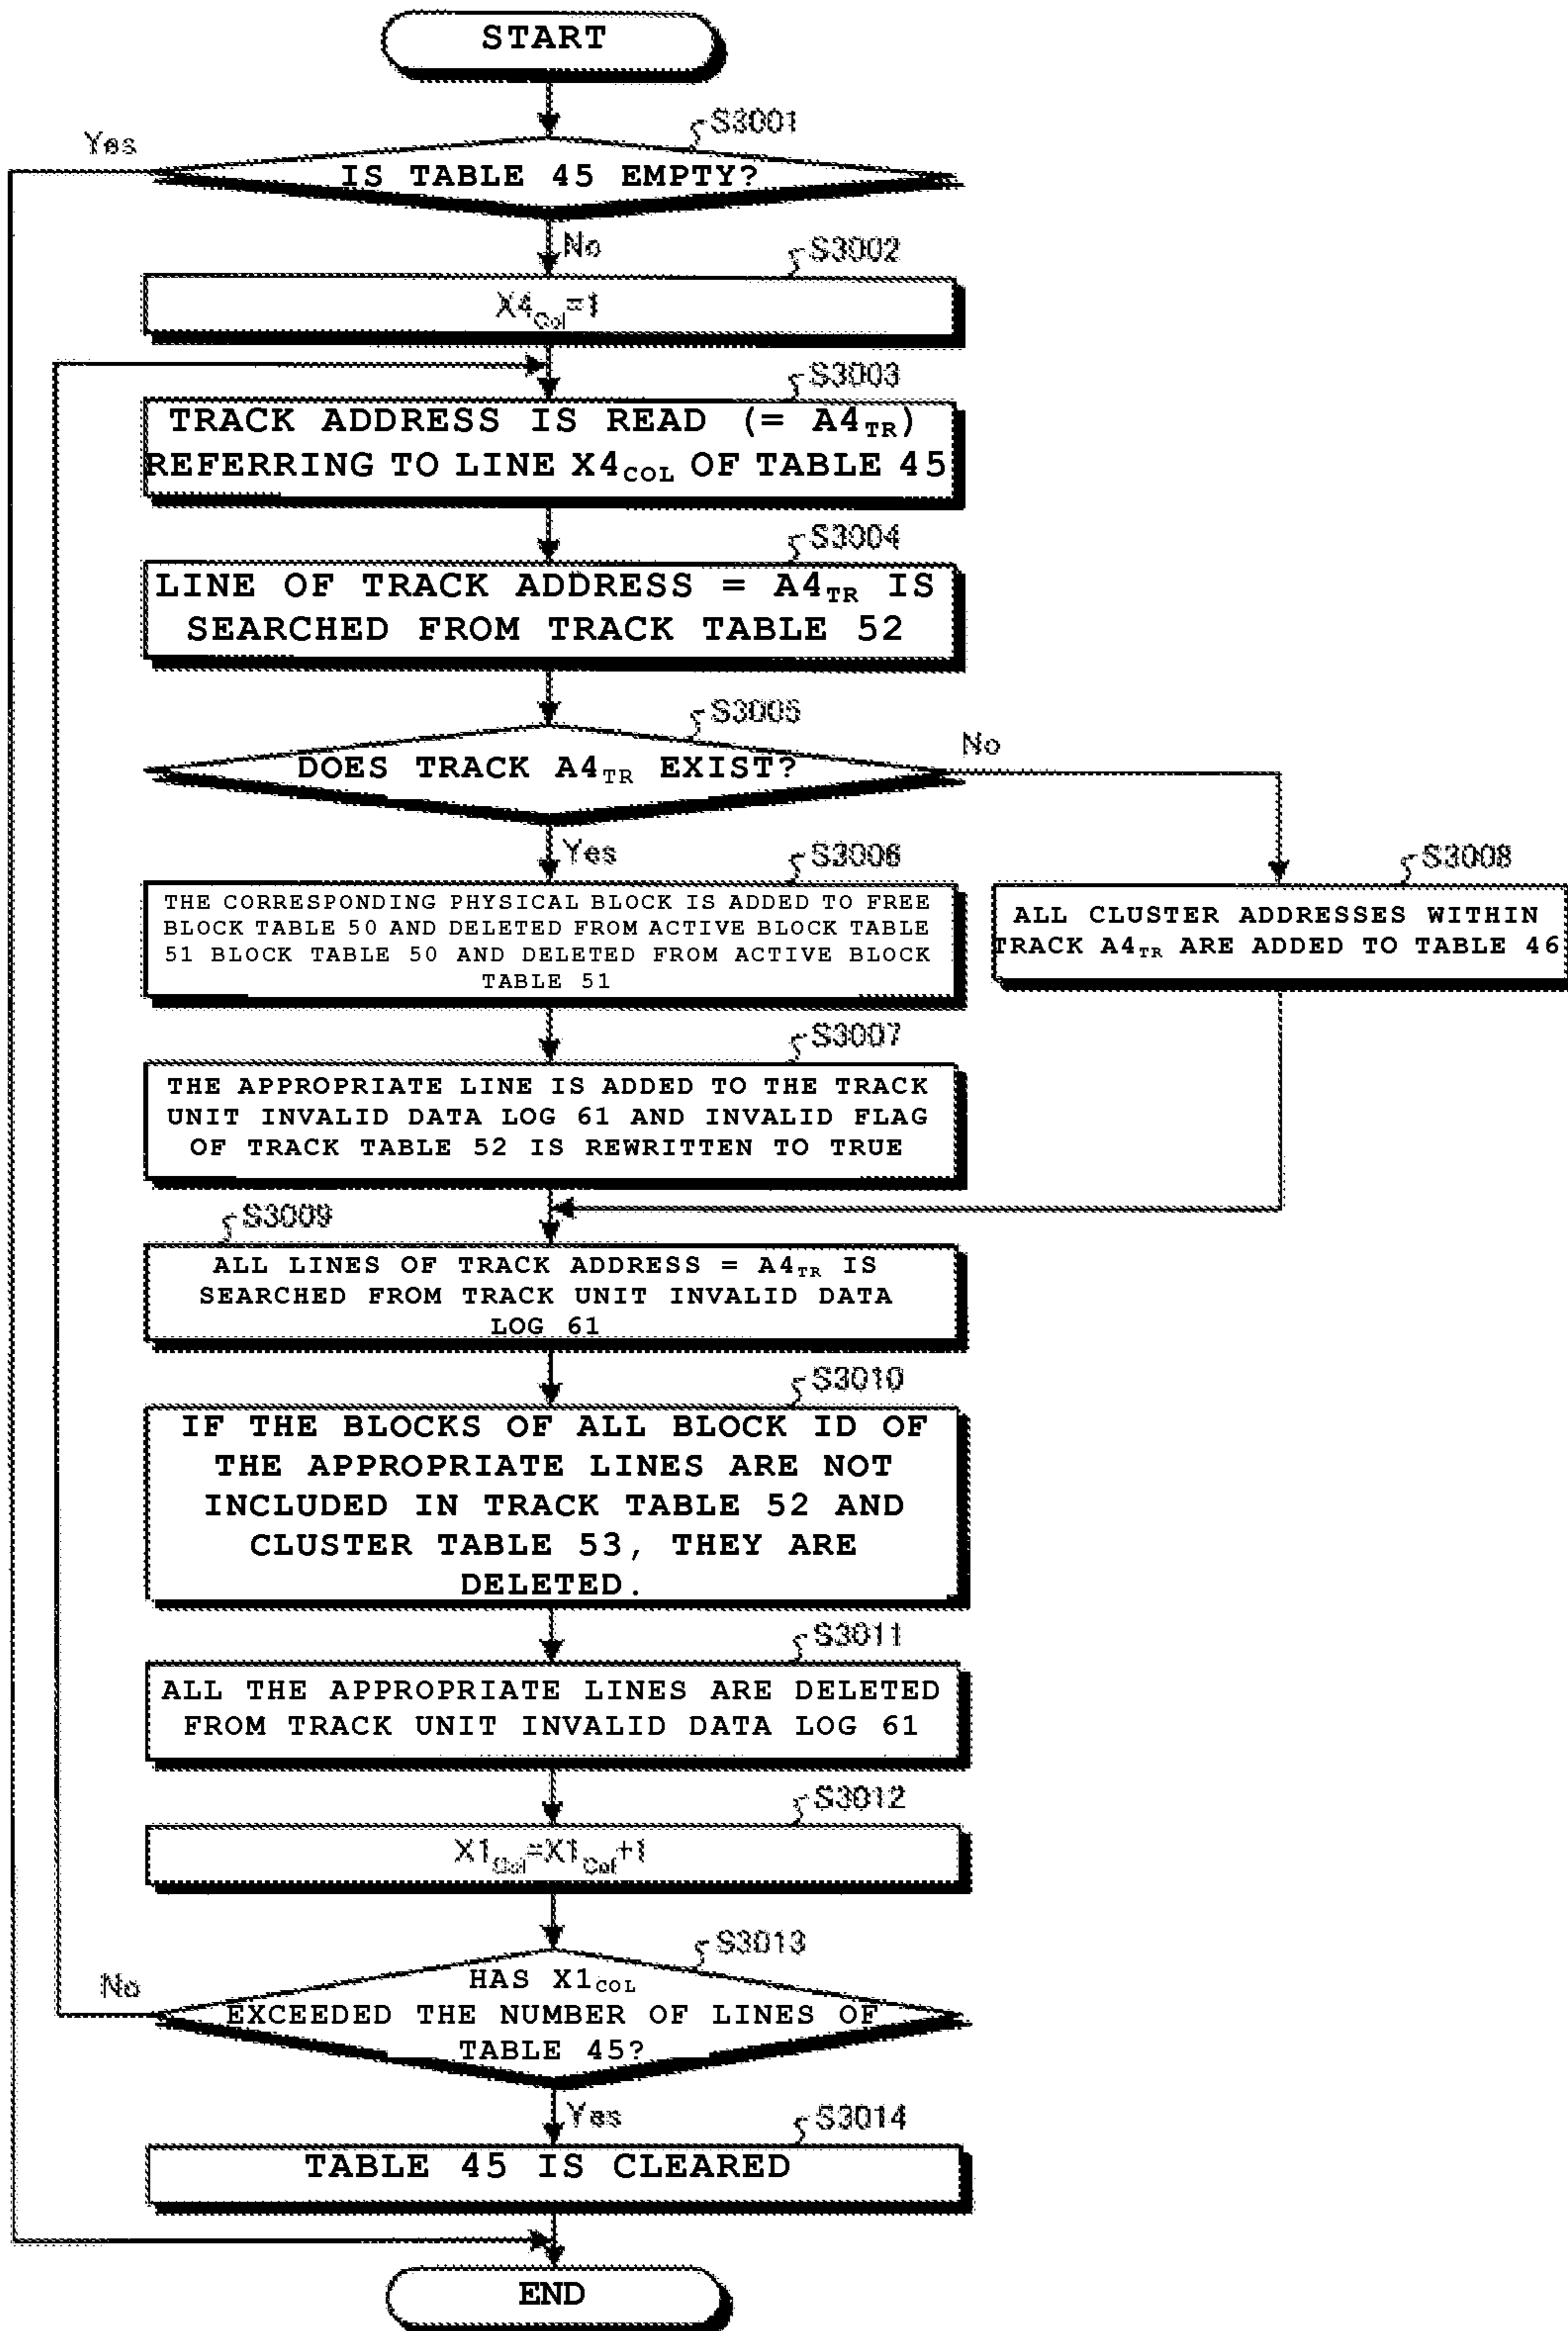 START
S3001
Yes
IS TABLE 45 EMPTY?
No
S3002
X4Col=1
S3003
TRACK ADDRESS IS READ (= A4TR)
REFERRING TO LINE X4COL OF TABLE 45
S3004
LINE OF TRACK ADDRESS = A4TR IS
SEARCHED FROM TRACK TABLE 52
S3005
DOES TRACK A4TR EXIST?
No
Yes
S3006
THE CORRESPONDING PHYSICAL BLOCK IS ADDED TO FREE
BLOCK TABLE 50 AND DELETED FROM ACTIVE BLOCK TABLE
51 BLOCK TABLE 50 AND DELETED FROM ACTIVE BLOCK
TABLE 51
S3008
ALL CLUSTER ADDRESSES WITHIN
TRACK A4TR ARE ADDED TO TABLE 46
S3007
THE APPROPRIATE LINE IS ADDED TO THE TRACK
UNIT INVALID DATA LOG 61 AND INVALID FLAG
OF TRACK TABLE 52 IS REWRITTEN TO TRUE
S3009
ALL LINES OF TRACK ADDRESS = A4TR IS
SEARCHED FROM TRACK UNIT INVALID DATA
LOG 61
S3010
IF THE BLOCKS OF ALL BLOCK ID OF
THE APPROPRIATE LINES ARE NOT
INCLUDED IN TRACK TABLE 52 AND
CLUSTER TABLE 53, THEY ARE
DELETED.
S3011
ALL THE APPROPRIATE LINES ARE DELETED
FROM TRACK UNIT INVALID DATA LOG 61
S3012
X1Col=X1Col+1
S3013
No
HAS X1COL
EXCEEDED THE NUMBER OF LINES OF
TABLE 45?
Yes
S3014
TABLE 45 IS CLEARED
END